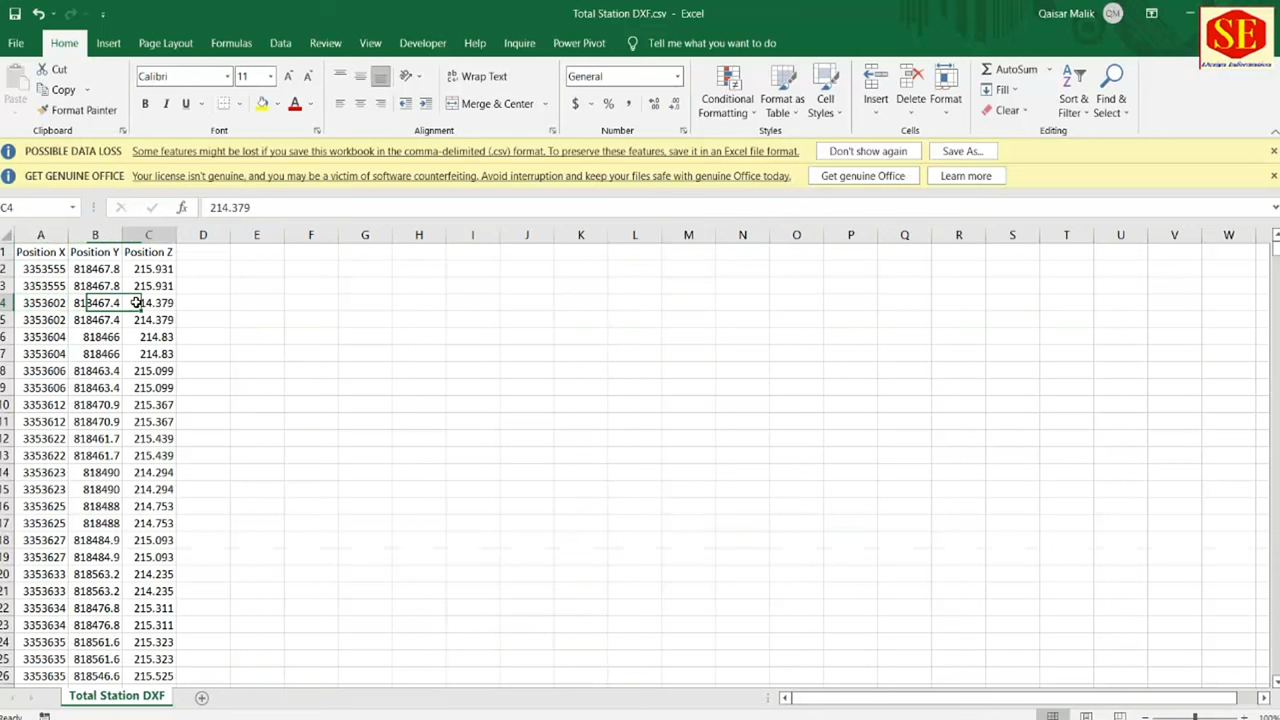 Total Station DXF.csv - Excel
Qaisar Malik QM
SE
File Home Insert Page Layout Formulas Data Review View Developer Help Inquire Power Pivot Tell me what you want to do
Paste Cut Copy Format Painter
Clipboard
Calibri 11
B I U
Font
Wrap Text
Merge & Center
Alignment
General
$ % ,
Number
Conditional Formatting Format as Table Cell Styles
Styles
Insert Delete Format
Cells
AutoSum Fill Clear
Sort & Filter Find & Select
Editing
POSSIBLE DATA LOSS Some features might be lost if you save this workbook in the comma-delimited (.csv) format. To preserve these features, save it in an Excel file format. Don't show again Save As...
GET GENUINE OFFICE Your license isn't genuine, and you may be a victim of software counterfeiting. Avoid interruption and keep your files safe with genuine Office today. Get genuine Office Learn more
C4 fx 214.379
A B C D E F G H I J K L M N O P Q R S T U V W
1 Position X Position Y Position Z
2 3353555 818467.8 215.931
3 3353555 818467.8 215.931
4 3353602 818467.4 214.379
5 3353602 818467.4 214.379
6 3353604 818466 214.83
7 3353604 818466 214.83
8 3353606 818463.4 215.099
9 3353606 818463.4 215.099
10 3353612 818470.9 215.367
11 3353612 818470.9 215.367
12 3353622 818461.7 215.439
13 3353622 818461.7 215.439
14 3353623 818490 214.294
15 3353623 818490 214.294
16 3353625 818488 214.753
17 3353625 818488 214.753
18 3353627 818484.9 215.093
19 3353627 818484.9 215.093
20 3353633 818563.2 214.235
21 3353633 818563.2 214.235
22 3353634 818476.8 215.311
23 3353634 818476.8 215.311
24 3353635 818561.6 215.323
25 3353635 818561.6 215.323
26 3353635 818546.6 215.525
Total Station DXF